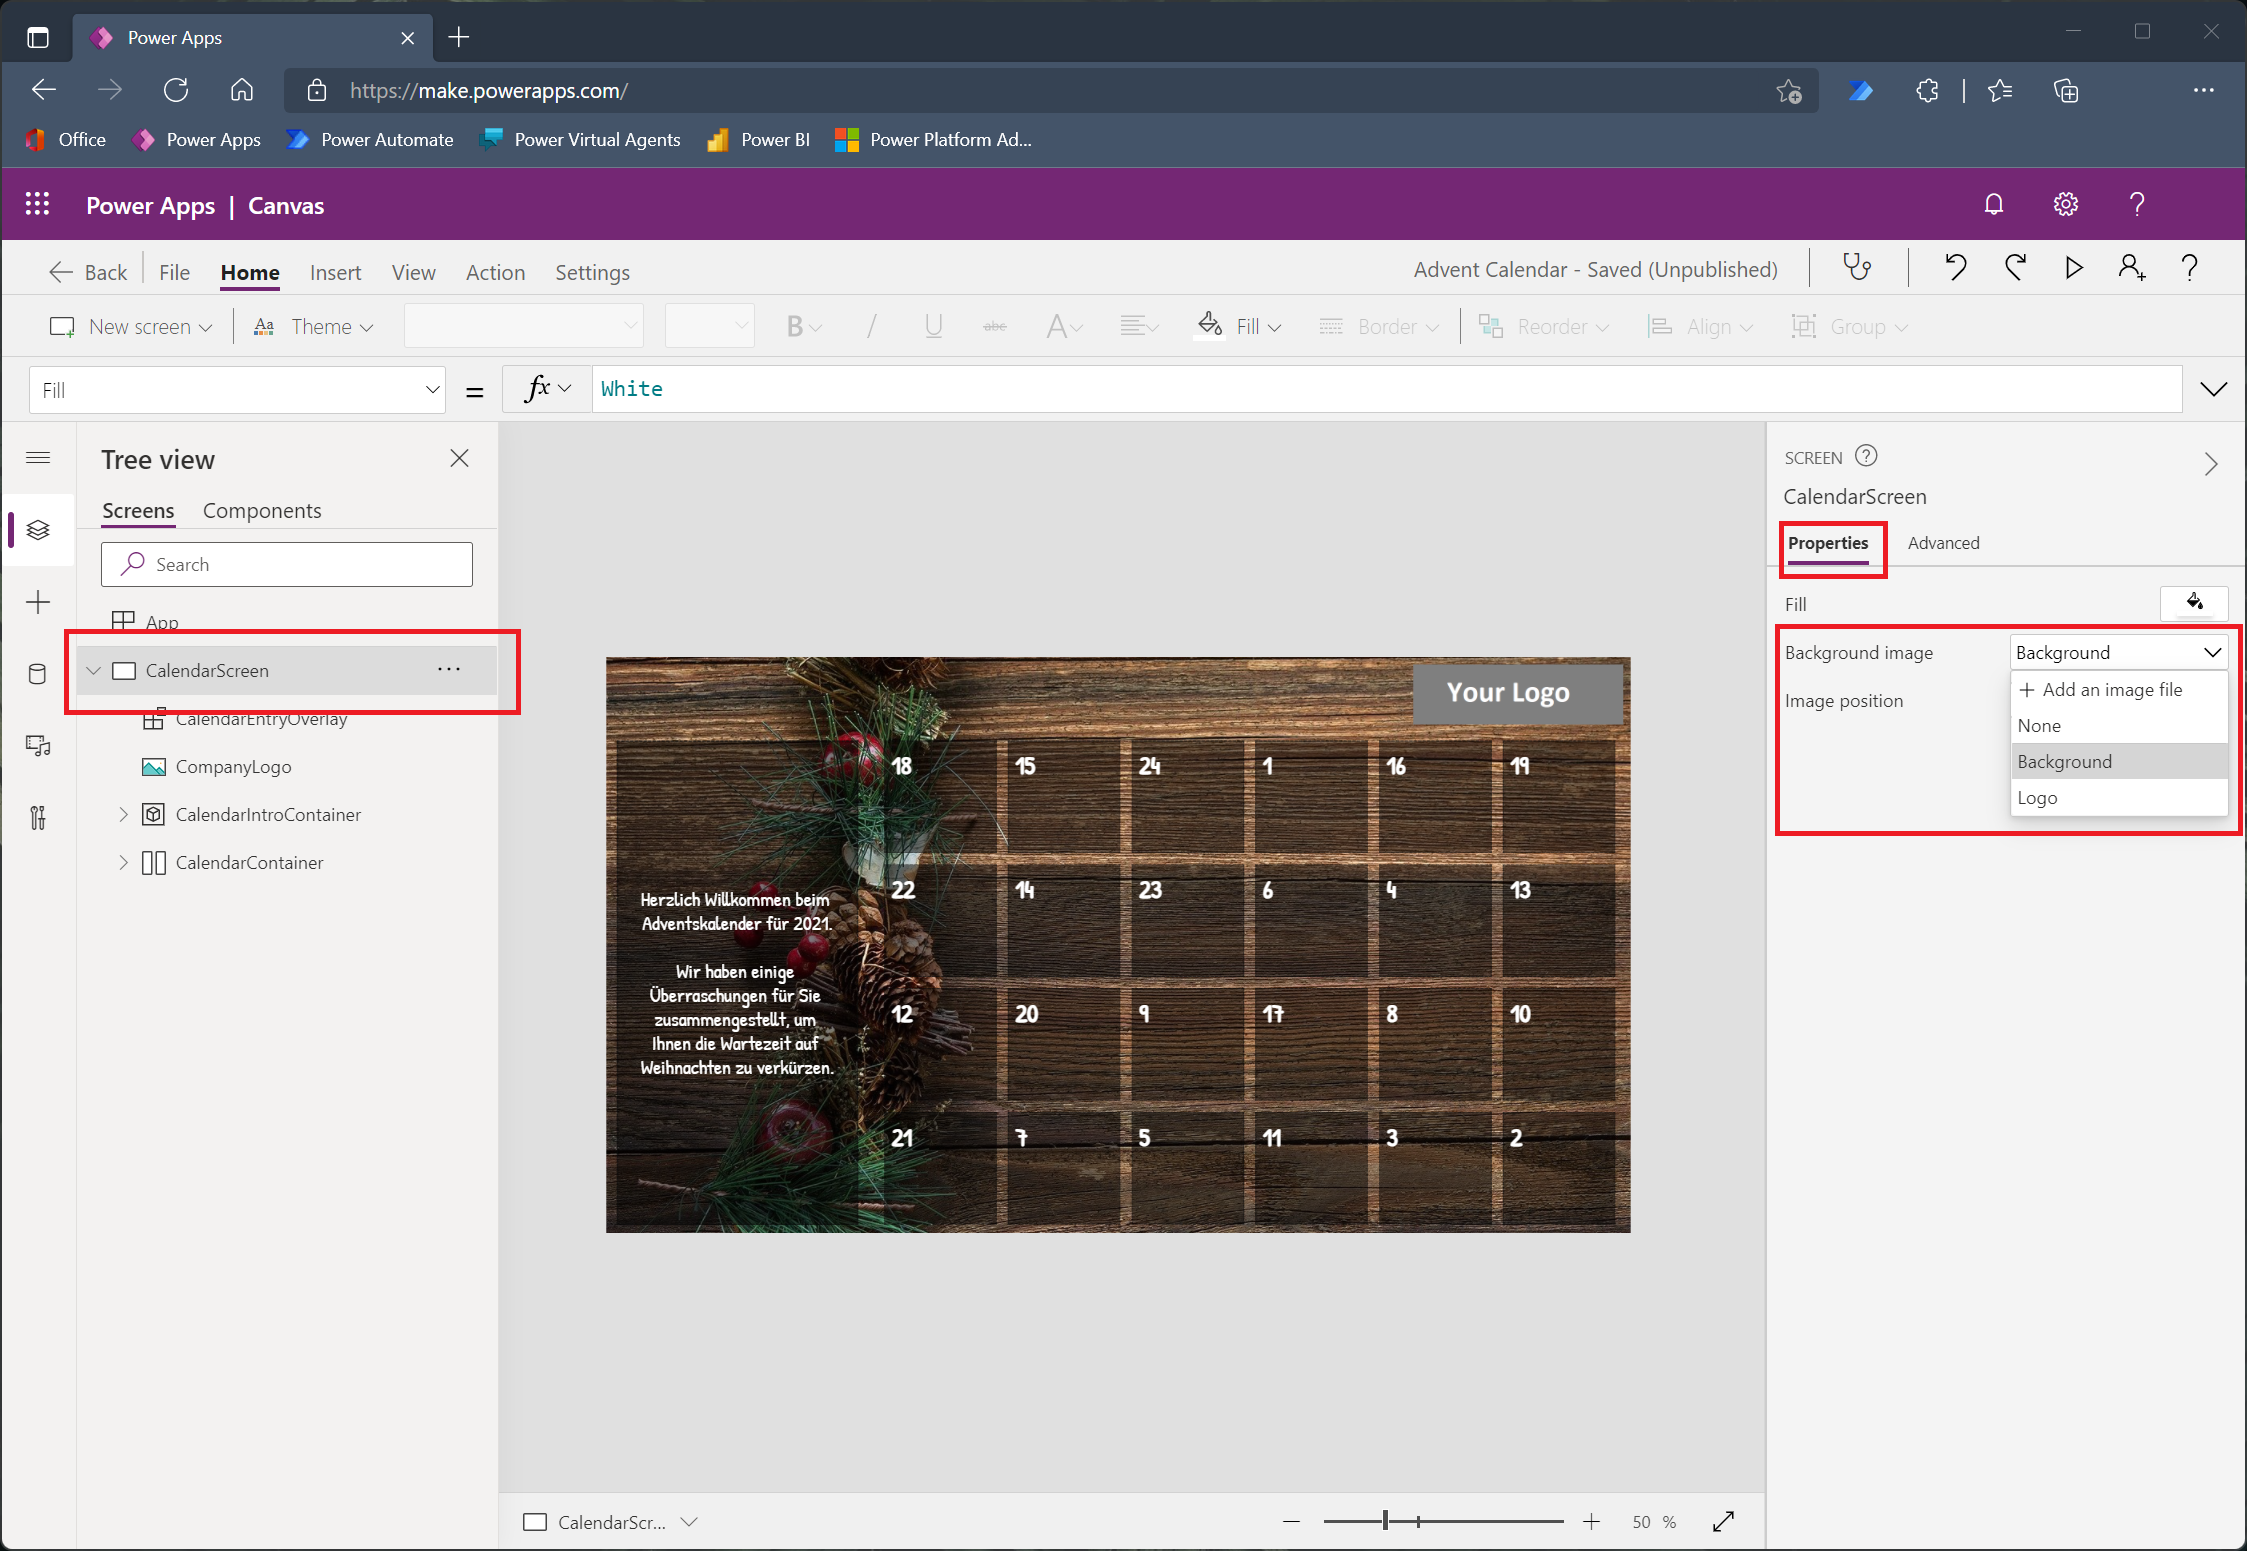 Power Apps
https://make.powerapps.com/
Office
Power Apps
Power Automate
Power Virtual Agents
Power BI
Power Platform Ad...
Power Apps | Canvas
Back
File
Home
Insert
View
Action
Settings
Advent Calendar - Saved (Unpublished)
New screen
Theme
B
/
U
abc
A
Fill
Border
Reorder
Align
Group
Fill
=
fx
White
Tree view
Screens
Components
Search
App
CalendarScreen
CalendarEntryOverlay
CompanyLogo
CalendarIntroContainer
CalendarContainer
Your Logo
18 15 24 1 16 19
22 14 23 6 4 13
12 20 9 17 8 10
21 7 5 11 3 2
Herzlich Willkommen beim
Adventskalender für 2021.
Wir haben einige
Überraschungen für Sie
zusammengestellt, um
Ihnen die Wartezeit auf
Weihnachten zu verkürzen.
SCREEN
CalendarScreen
Properties
Advanced
Fill
Background image
Background
Image position
+ Add an image file
None
Background
Logo
CalendarScr...
50 %